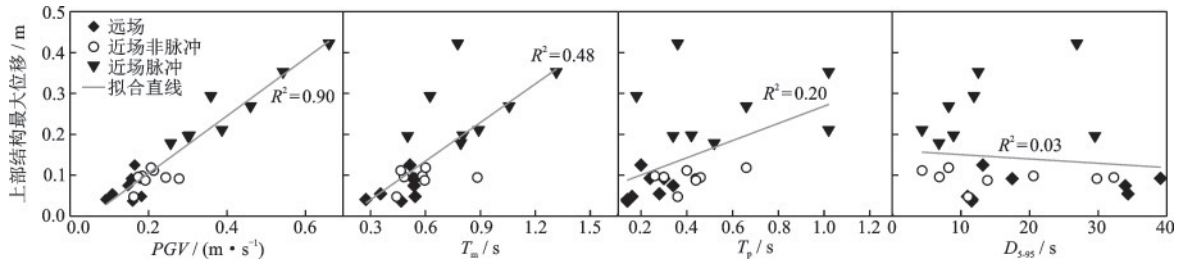 上部结构最大位移 / m
0.5
0.4
0.3
0.2
0.1
0.0
远场
近场非脉冲
近场脉冲
拟合直线
R²=0.90
0
0.2
0.4
0.6
PGV / (m·s⁻¹)
R²=0.48
0.3
0.6
0.9
1.2
1.5
Tₘ / s
R²=0.20
0.2
0.4
0.6
0.8
1.0
1.2
Tₚ / s
R²=0.03
0
10
20
30
40
D₅₋₉₅ / s